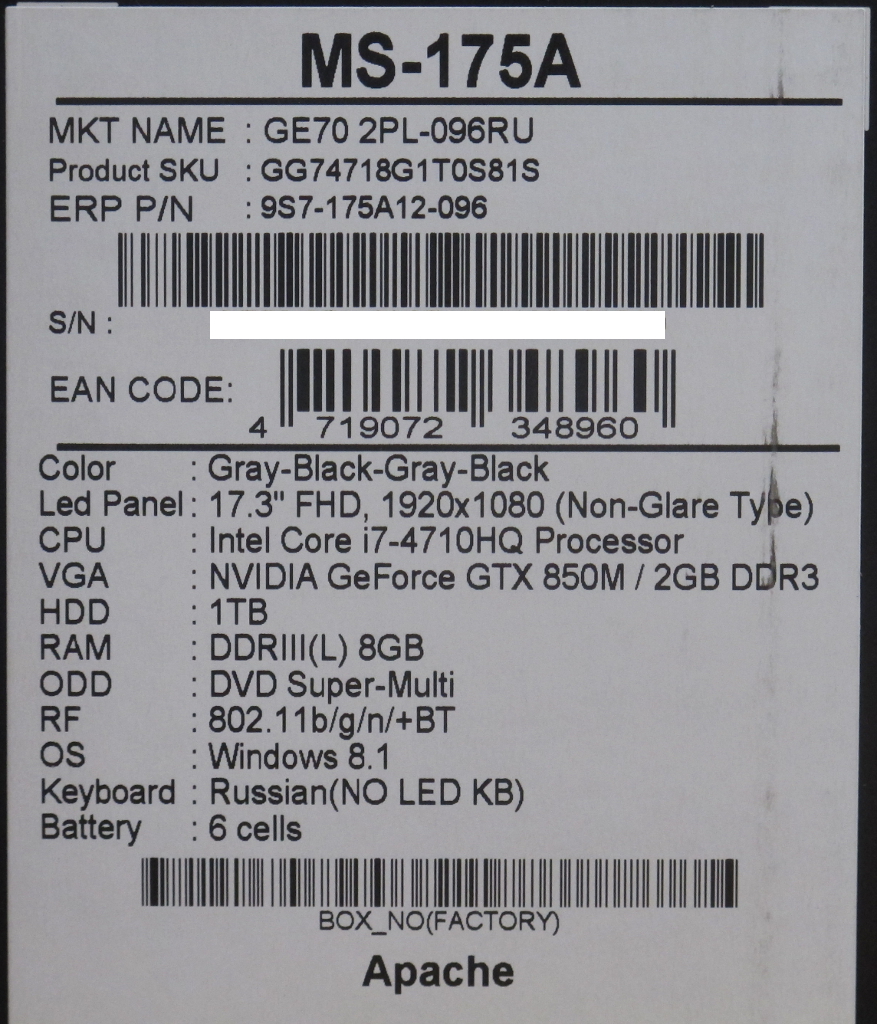 MS-175A
MKT NAME : GE70 2PL-096RU
Product SKU : GG74718G1T0S81S
ERP P/N : 9S7-175A12-096
S/N :
EAN CODE:
4 719072 348960
Color : Gray-Black-Gray-Black
Led Panel : 17.3" FHD, 1920x1080 (Non-Glare Type)
CPU : Intel Core i7-4710HQ Processor
VGA : NVIDIA GeForce GTX 850M / 2GB DDR3
HDD : 1TB
RAM : DDRIII(L) 8GB
ODD : DVD Super-Multi
RF : 802.11b/g/n/+BT
OS : Windows 8.1
Keyboard : Russian(NO LED KB)
Battery : 6 cells
BOX_NO(FACTORY)
Apache